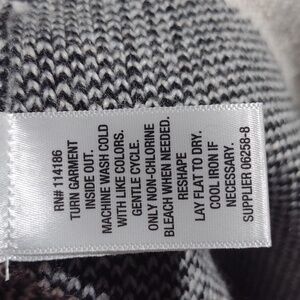 RN# 114186
TURN GARMENT
INSIDE OUT.
MACHINE WASH COLD
WITH LIKE COLORS.
GENTLE CYCLE.
ONLY NON-CHLORINE
BLEACH WHEN NEEDED.
RESHAPE
LAY FLAT TO DRY.
COOL IRON IF
NECESSARY.
SUPPLIER 06258-8